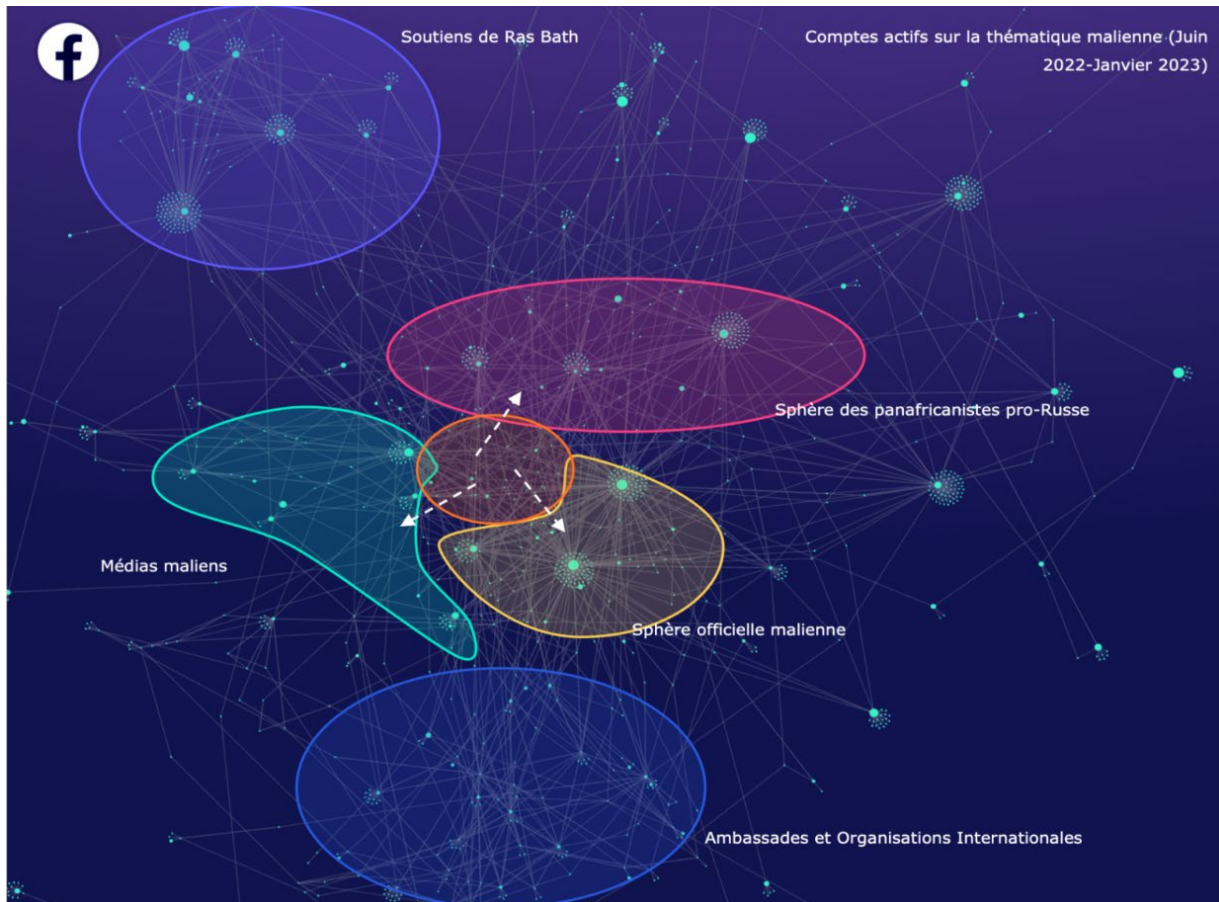 Soutiens de Ras Bath
Comptes actifs sur la thématique malienne (Juin
2022-Janvier 2023)
Sphère des panafricanistes pro-Russe
Médias maliens
Sphère officielle malienne
Ambassades et Organisations Internationales